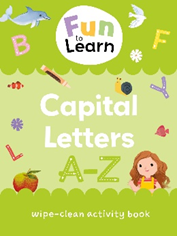 Fun
to
Learn
B
F
Y
Capital
Letters
L
A-Z
wipe-clean activity book